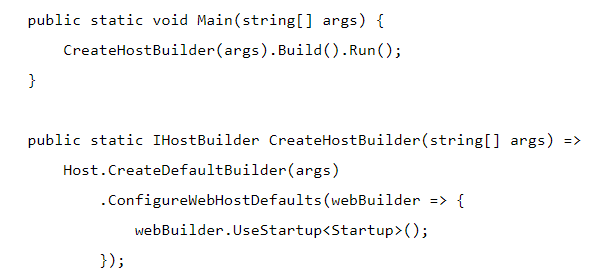 public static void Main(string[] args) {
    CreateHostBuilder(args).Build().Run();
}

public static IHostBuilder CreateHostBuilder(string[] args) =>
    Host.CreateDefaultBuilder(args)
        .ConfigureWebHostDefaults(webBuilder => {
            webBuilder.UseStartup<Startup>();
        });